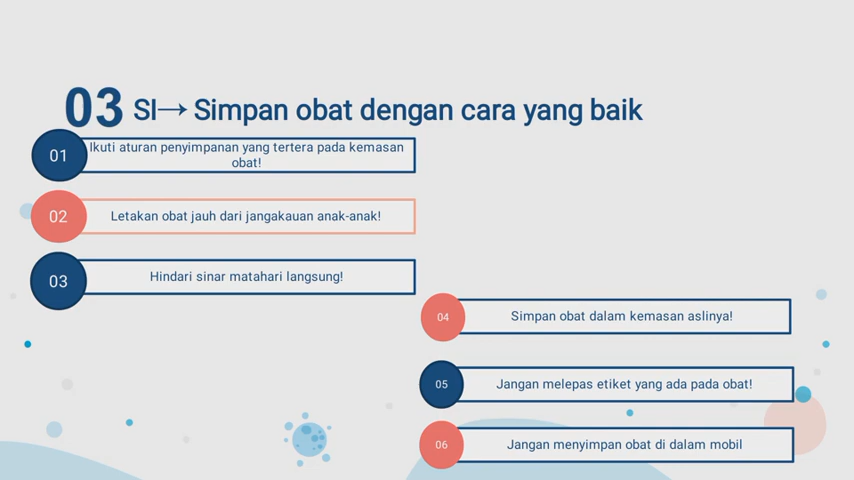 03 SI→ Simpan obat dengan cara yang baik
01 Ikuti aturan penyimpanan yang tertera pada kemasan
obat!
02 Letakan obat jauh dari jangakauan anak-anak!
03 Hindari sinar matahari langsung!
04 Simpan obat dalam kemasan aslinya!
05 Jangan melepas etiket yang ada pada obat!
06 Jangan menyimpan obat di dalam mobil